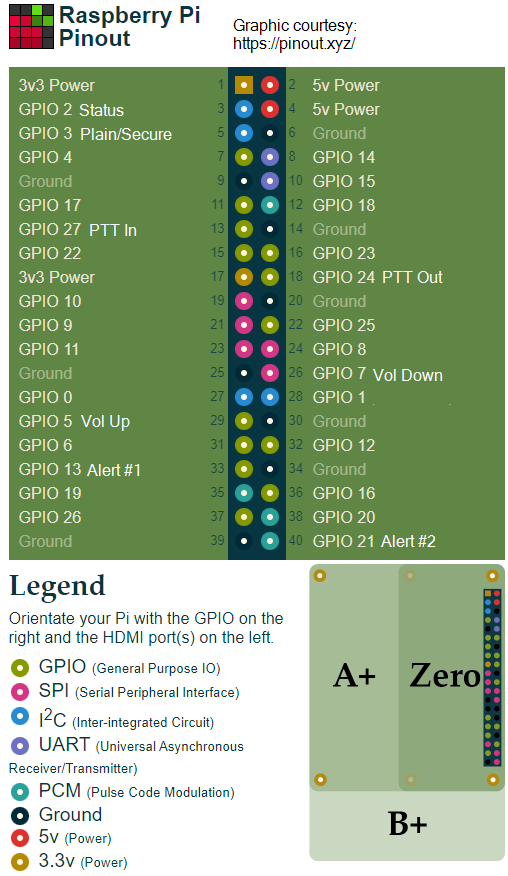 Raspberry Pi
Pinout
Graphic courtesy:
https://pinout.xyz/
3v3 Power 1 2 5v Power
GPIO 2 Status 3 4 5v Power
GPIO 3 Plain/Secure 5 6 Ground
GPIO 4 7 8 GPIO 14
Ground 9 10 GPIO 15
GPIO 17 11 12 GPIO 18
GPIO 27 PTT In 13 14 Ground
GPIO 22 15 16 GPIO 23
3v3 Power 17 18 GPIO 24 PTT Out
GPIO 10 19 20 Ground
GPIO 9 21 22 GPIO 25
GPIO 11 23 24 GPIO 8
Ground 25 26 GPIO 7 Vol Down
GPIO 0 27 28 GPIO 1
GPIO 5 Vol Up 29 30 Ground
GPIO 6 31 32 GPIO 12
GPIO 13 Alert #1 33 34 Ground
GPIO 19 35 36 GPIO 16
GPIO 26 37 38 GPIO 20
Ground 39 40 GPIO 21 Alert #2
Legend
Orientate your Pi with the GPIO on the
right and the HDMI port(s) on the left.
GPIO (General Purpose IO)
SPI (Serial Peripheral Interface)
I2C (Inter-integrated Circuit)
UART (Universal Asynchronous
Receiver/Transmitter)
PCM (Pulse Code Modulation)
Ground
5v (Power)
3.3v (Power)
A+ Zero
B+